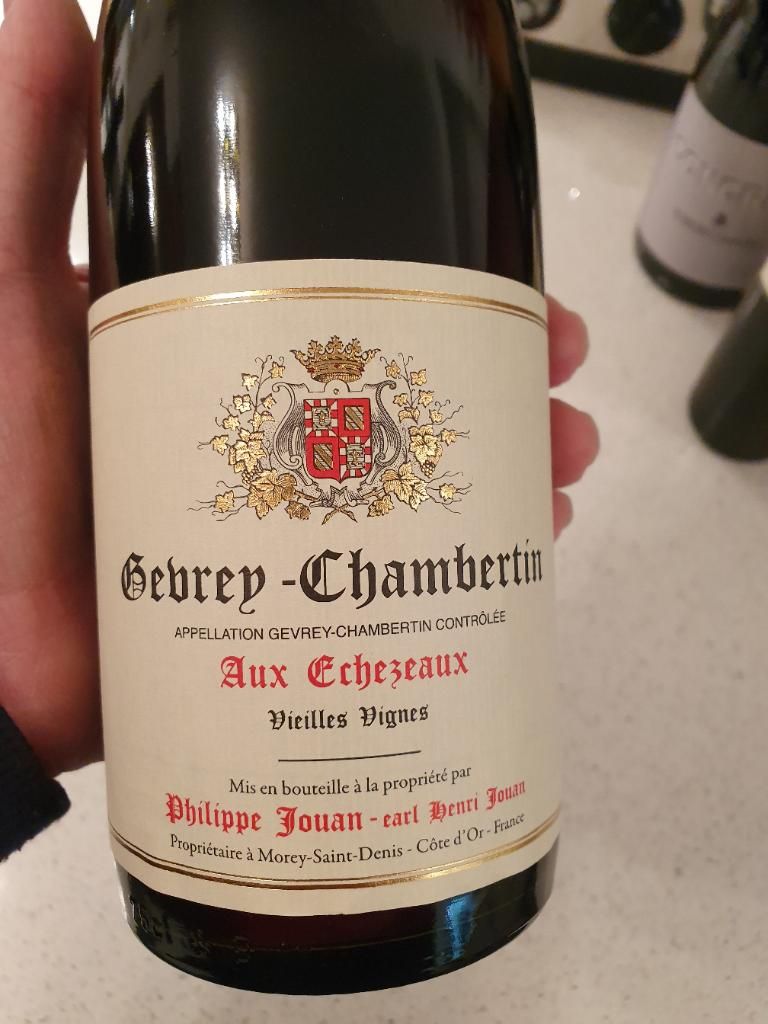 Gevrey-Chambertin
APPELLATION GEVREY-CHAMBERTIN CONTRÔLÉE
Aux Echezeaux
Vieilles Vignes
Mis en bouteille à la propriété par
Philippe Jouan - earl Henri Jouan
Propriétaire à Morey-Saint-Denis - Côte d'Or - France